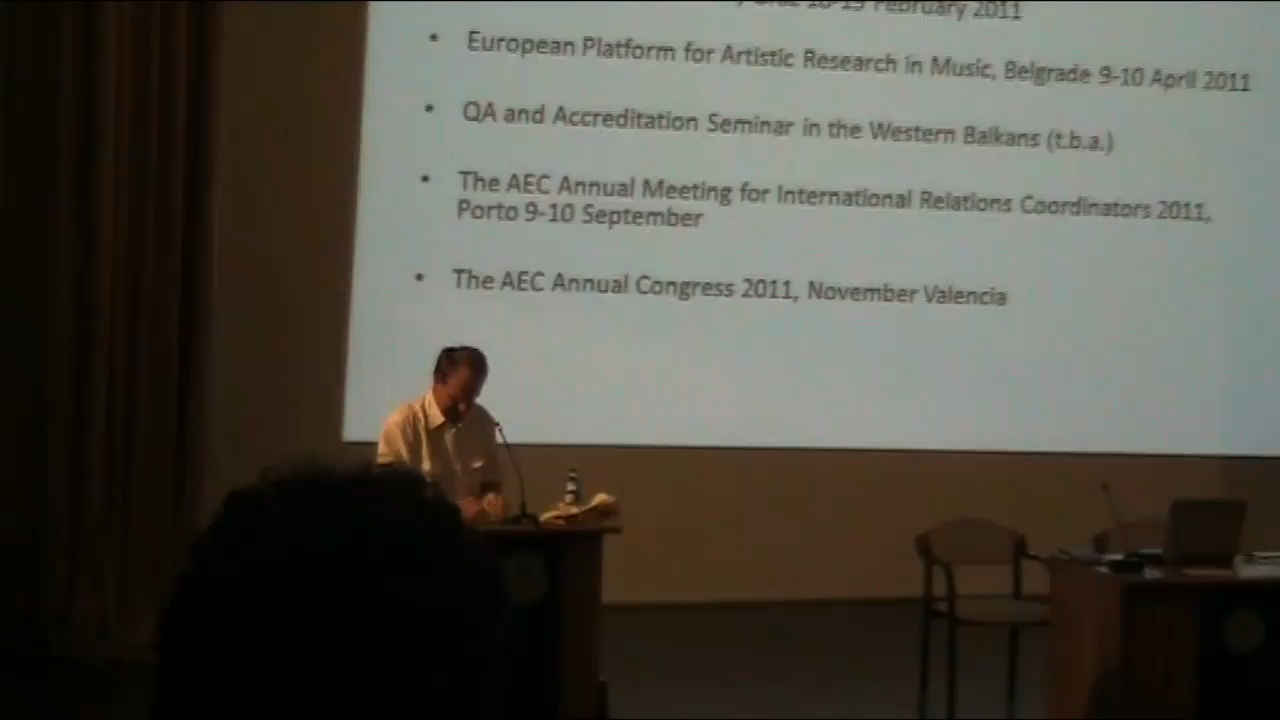 February 2011
• European Platform for Artistic Research in Music, Belgrade 9-10 April 2011
• QA and Accreditation Seminar in the Western Balkans (t.b.a.)
• The AEC Annual Meeting for International Relations Coordinators 2011,
Porto 9-10 September
• The AEC Annual Congress 2011, November Valencia